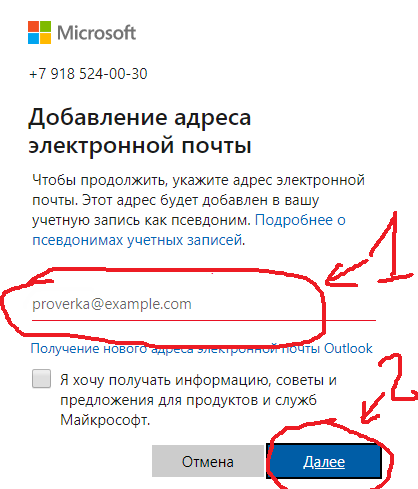 Microsoft
+7 918 524-00-30
Добавление адреса
электронной почты
Чтобы продолжить, укажите адрес электронной
почты. Этот адрес будет добавлен в вашу
учетную запись как псевдоним. Подробнее о
псевдонимах учетных записей.
1
proverka@example.com
Получение нового адреса электронной почты Outlook
Я хочу получать информацию, советы и
предложения для продуктов и служб
Майкрософт.
2
Отмена Далее